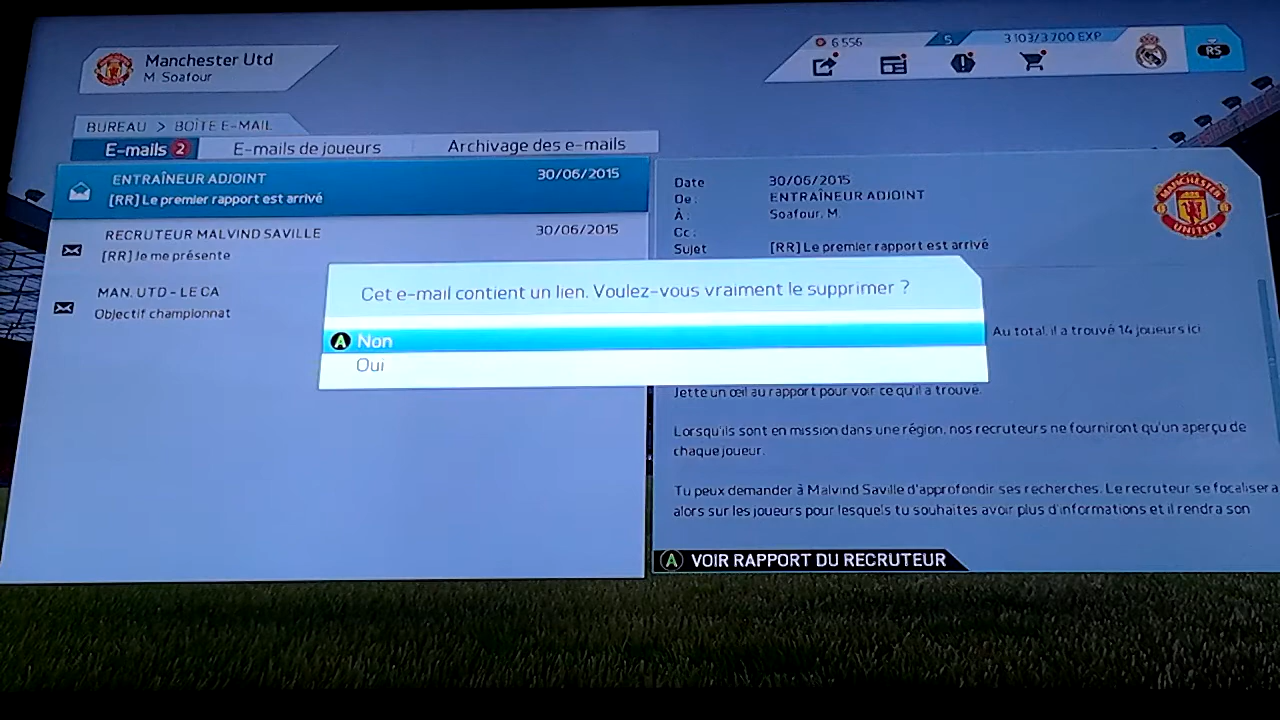 Manchester Utd
M. Soafour
6 556
5
3 103/3 700 EXP
RS
BUREAU > BOÎTE E-MAIL
E-mails 2
E-mails de joueurs
Archivage des e-mails
ENTRAÎNEUR ADJOINT
30/06/2015
[RR] Le premier rapport est arrivé
RECRUTEUR MALVIND SAVILLE
30/06/2015
[RR] Je me présente
MAN. UTD - LE CA
Objectif championnat
Date 30/06/2015
De : ENTRAÎNEUR ADJOINT
À : Soafour, M.
Cc :
Sujet [RR] Le premier rapport est arrivé
MANCHESTER
UNITED
Cet e-mail contient un lien. Voulez-vous vraiment le supprimer ?
A Non
Oui
Au total, il a trouvé 14 joueurs ici.
Jette un œil au rapport pour voir ce qu'il a trouvé.
Lorsqu'ils sont en mission dans une région, nos recruteurs ne fourniront qu'un aperçu de
chaque joueur.
Tu peux demander à Malvind Saville d'approfondir ses recherches. Le recruteur se focalisera
alors sur les joueurs pour lesquels tu souhaites avoir plus d'informations et il rendra son
A VOIR RAPPORT DU RECRUTEUR